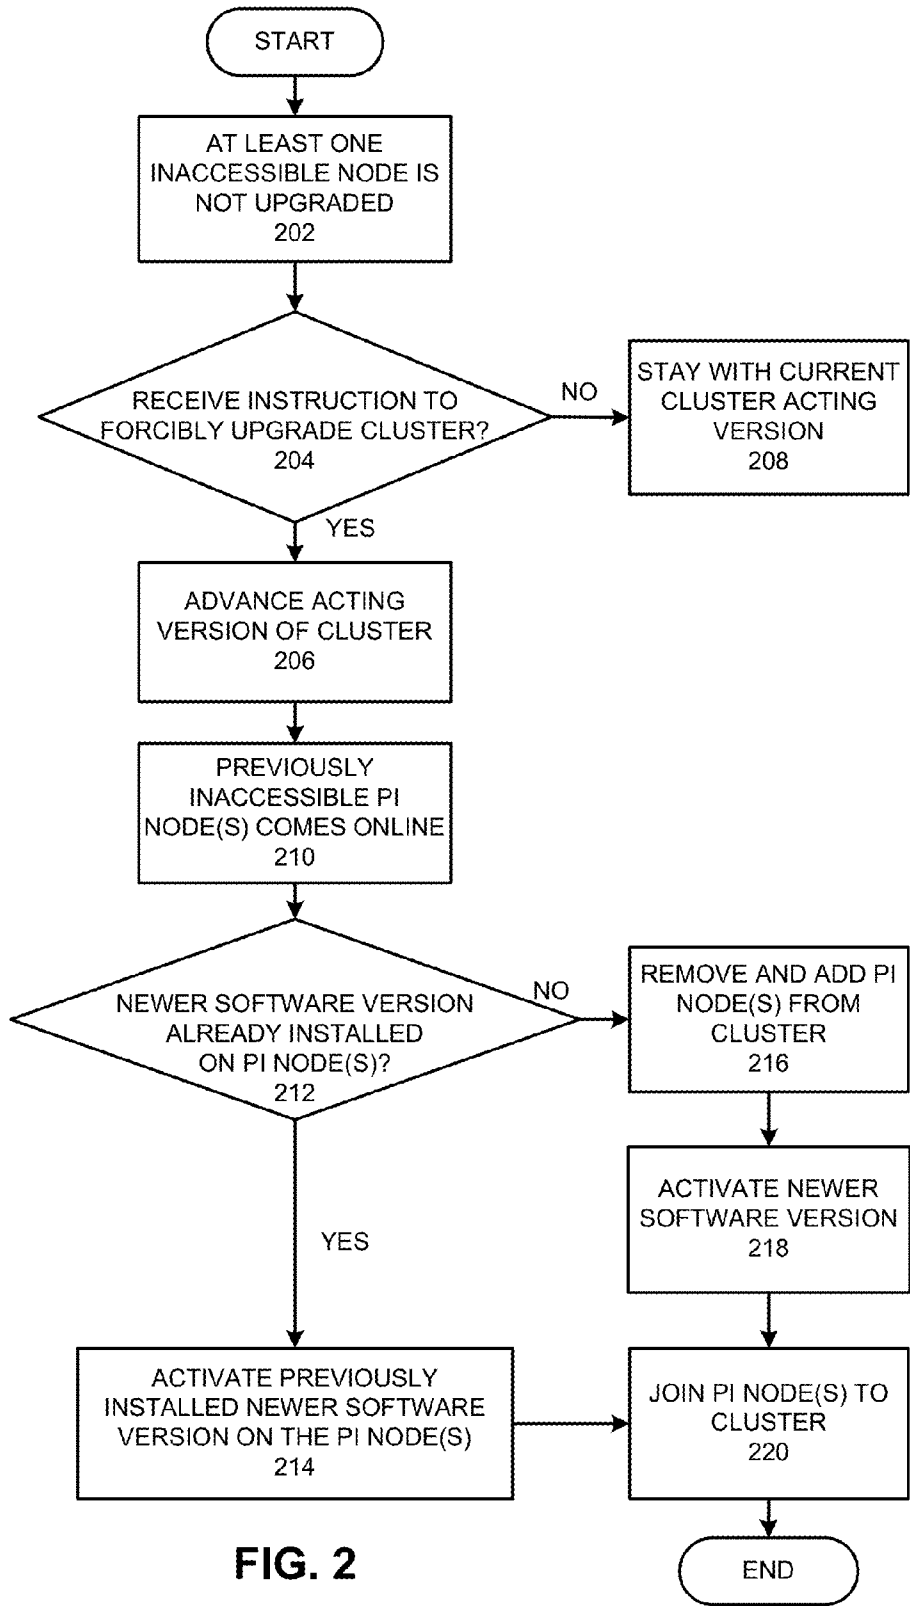 START
AT LEAST ONE
INACCESSIBLE NODE IS
NOT UPGRADED
202
RECEIVE INSTRUCTION TO
FORCIBLY UPGRADE CLUSTER?
204
NO
STAY WITH CURRENT
CLUSTER ACTING
VERSION
208
YES
ADVANCE ACTING
VERSION OF CLUSTER
206
PREVIOUSLY
INACCESSIBLE PI
NODE(S) COMES ONLINE
210
NEWER SOFTWARE VERSION
ALREADY INSTALLED
ON PI NODE(S)?
212
NO
REMOVE AND ADD PI
NODE(S) FROM
CLUSTER
216
ACTIVATE NEWER
SOFTWARE VERSION
218
YES
ACTIVATE PREVIOUSLY
INSTALLED NEWER SOFTWARE
VERSION ON THE PI NODE(S)
214
JOIN PI NODE(S) TO
CLUSTER
220
END
FIG. 2